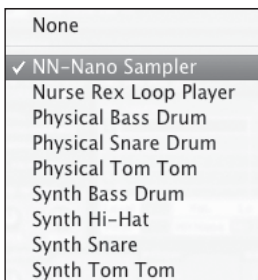 None
✓ NN-Nano Sampler
Nurse Rex Loop Player
Physical Bass Drum
Physical Snare Drum
Physical Tom Tom
Synth Bass Drum
Synth Hi-Hat
Synth Snare
Synth Tom Tom